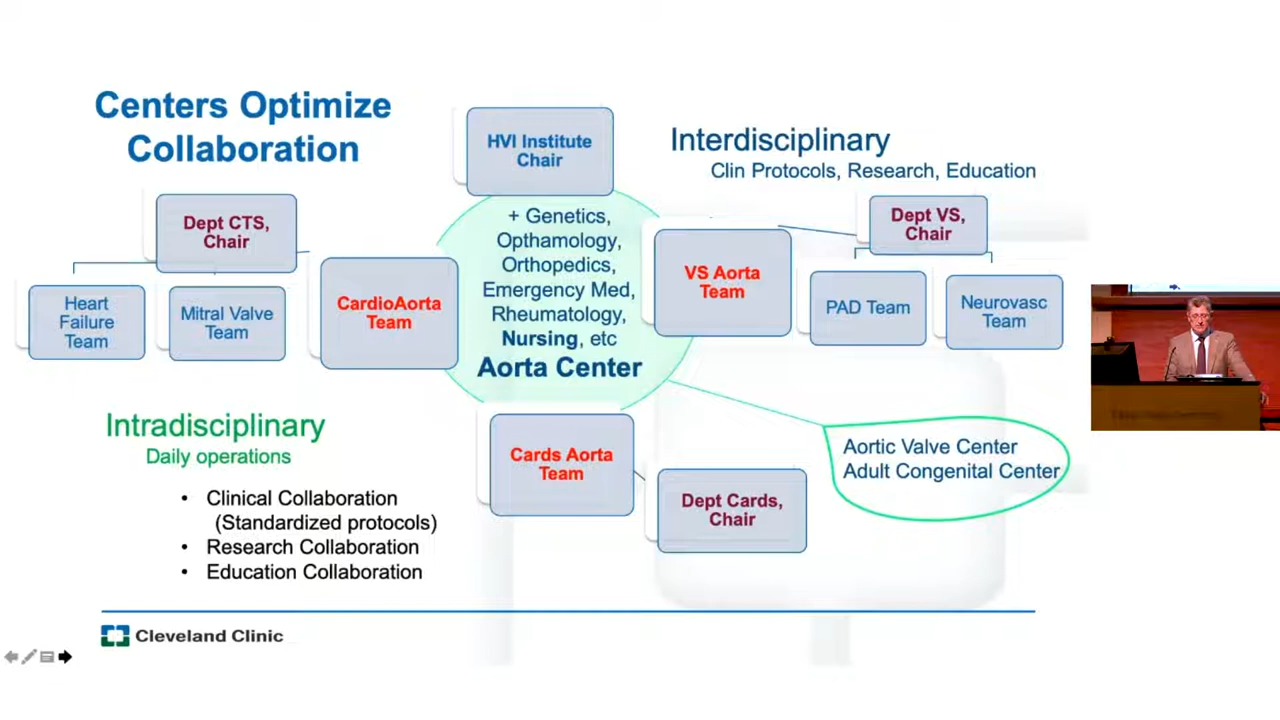 Centers Optimize
Collaboration
HVI Institute
Chair
Interdisciplinary
Clin Protocols, Research, Education
Dept CTS,
Chair
Heart
Failure
Team
Mitral Valve
Team
CardioAorta
Team
+ Genetics,
Opthamology,
Orthopedics,
Emergency Med,
Rheumatology,
Nursing, etc
Aorta Center
VS Aorta
Team
Dept VS,
Chair
PAD Team
Neurovasc
Team
Intradisciplinary
Daily operations
• Clinical Collaboration
(Standardized protocols)
• Research Collaboration
• Education Collaboration
Cards Aorta
Team
Dept Cards,
Chair
Aortic Valve Center
Adult Congenital Center
Cleveland Clinic